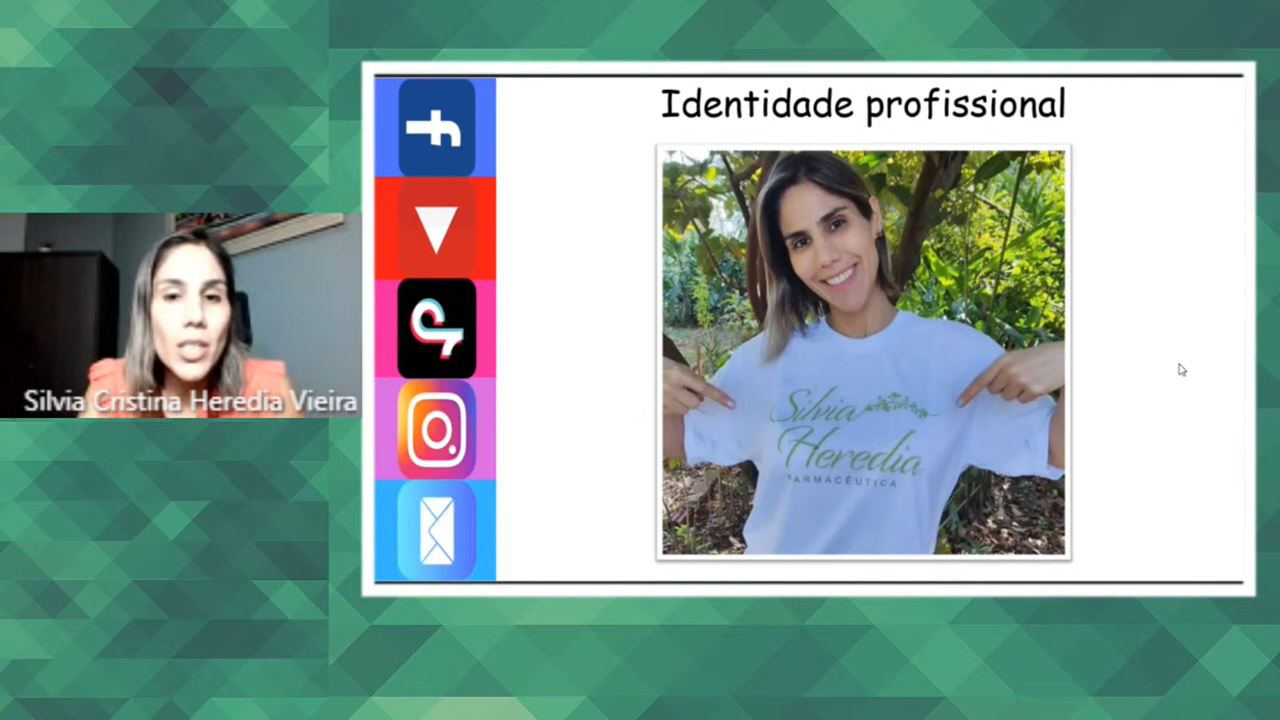 Identidade profissional
Silvia
Heredia
FARMACÊUTICA
Silvia Cristina Heredia Vieira